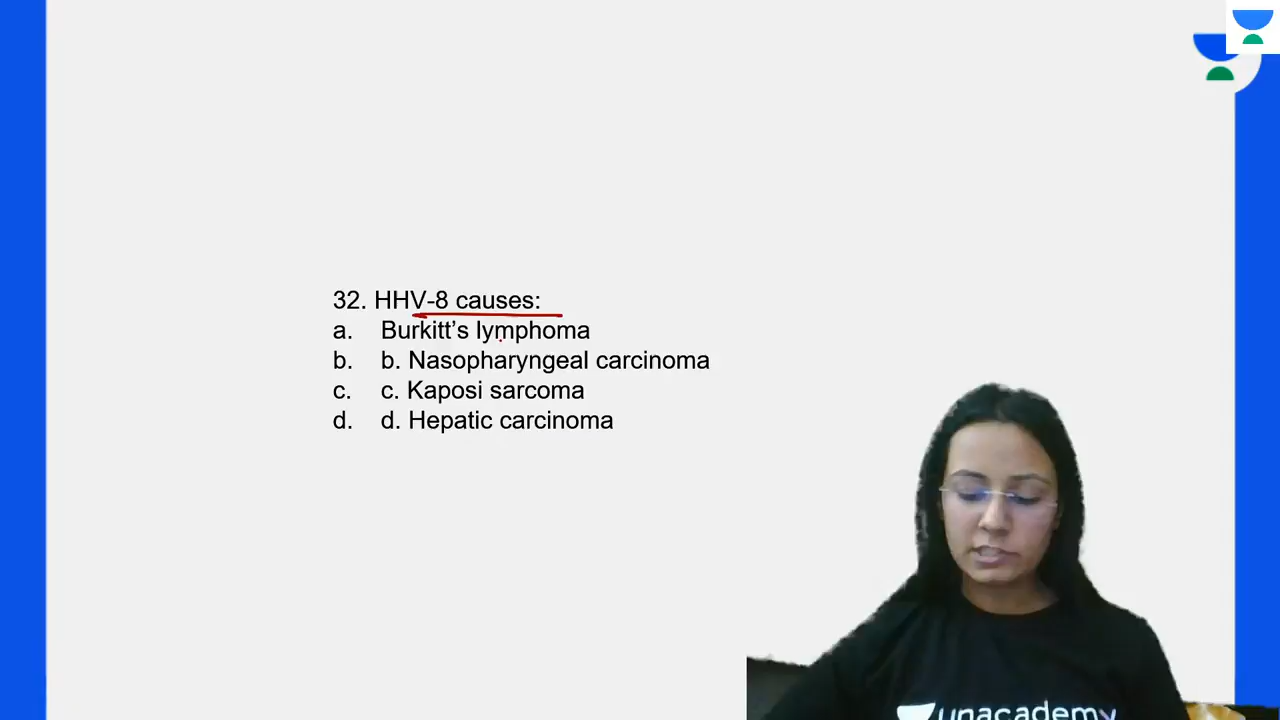 32. HHV-8 causes:
a. Burkitt’s lymphoma
b. b. Nasopharyngeal carcinoma
c. c. Kaposi sarcoma
d. d. Hepatic carcinoma
unacademy